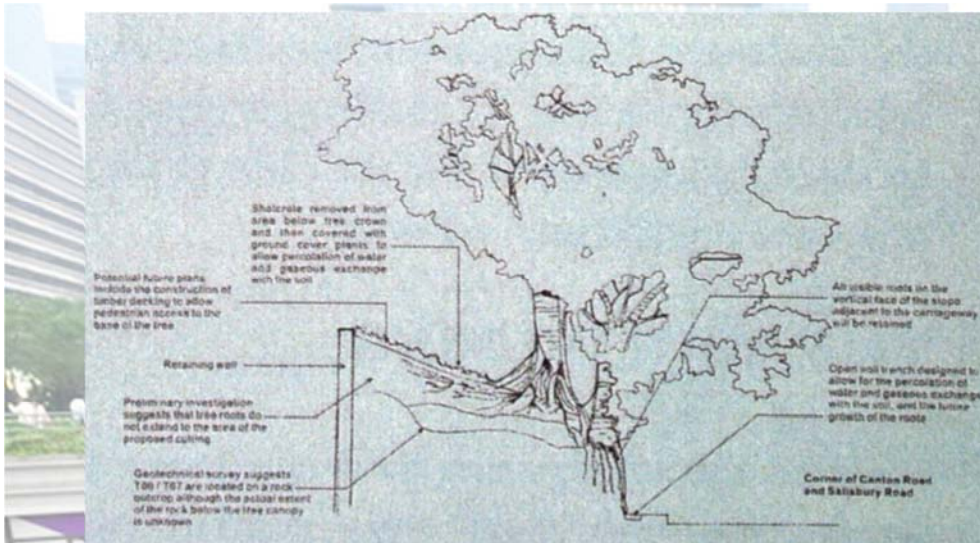 Shotcrete removed from
area below tree crown
and then covered with
ground cover plants to
allow percolation of water
and gaseous exchange
with the soil
Potential future plans
include the construction of
timber decking to allow
pedestrian access to the
base of the tree
Retaining wall
Preliminary investigation
suggests that tree roots do
not extend to the area of the
proposed cutting
Geotechnical survey suggests
T86 / T87 are located on a rock
outcrop although the actual extent
of the rock below the tree canopy
is unknown
All visible roots on the
vertical face of the slope
adjacent to the carriageway
will be retained
Open soil trench designed to
allow for the percolation of
water and gaseous exchange
with the soil, and the future
growth of the roots
Corner of Canton Road
and Salisbury Road